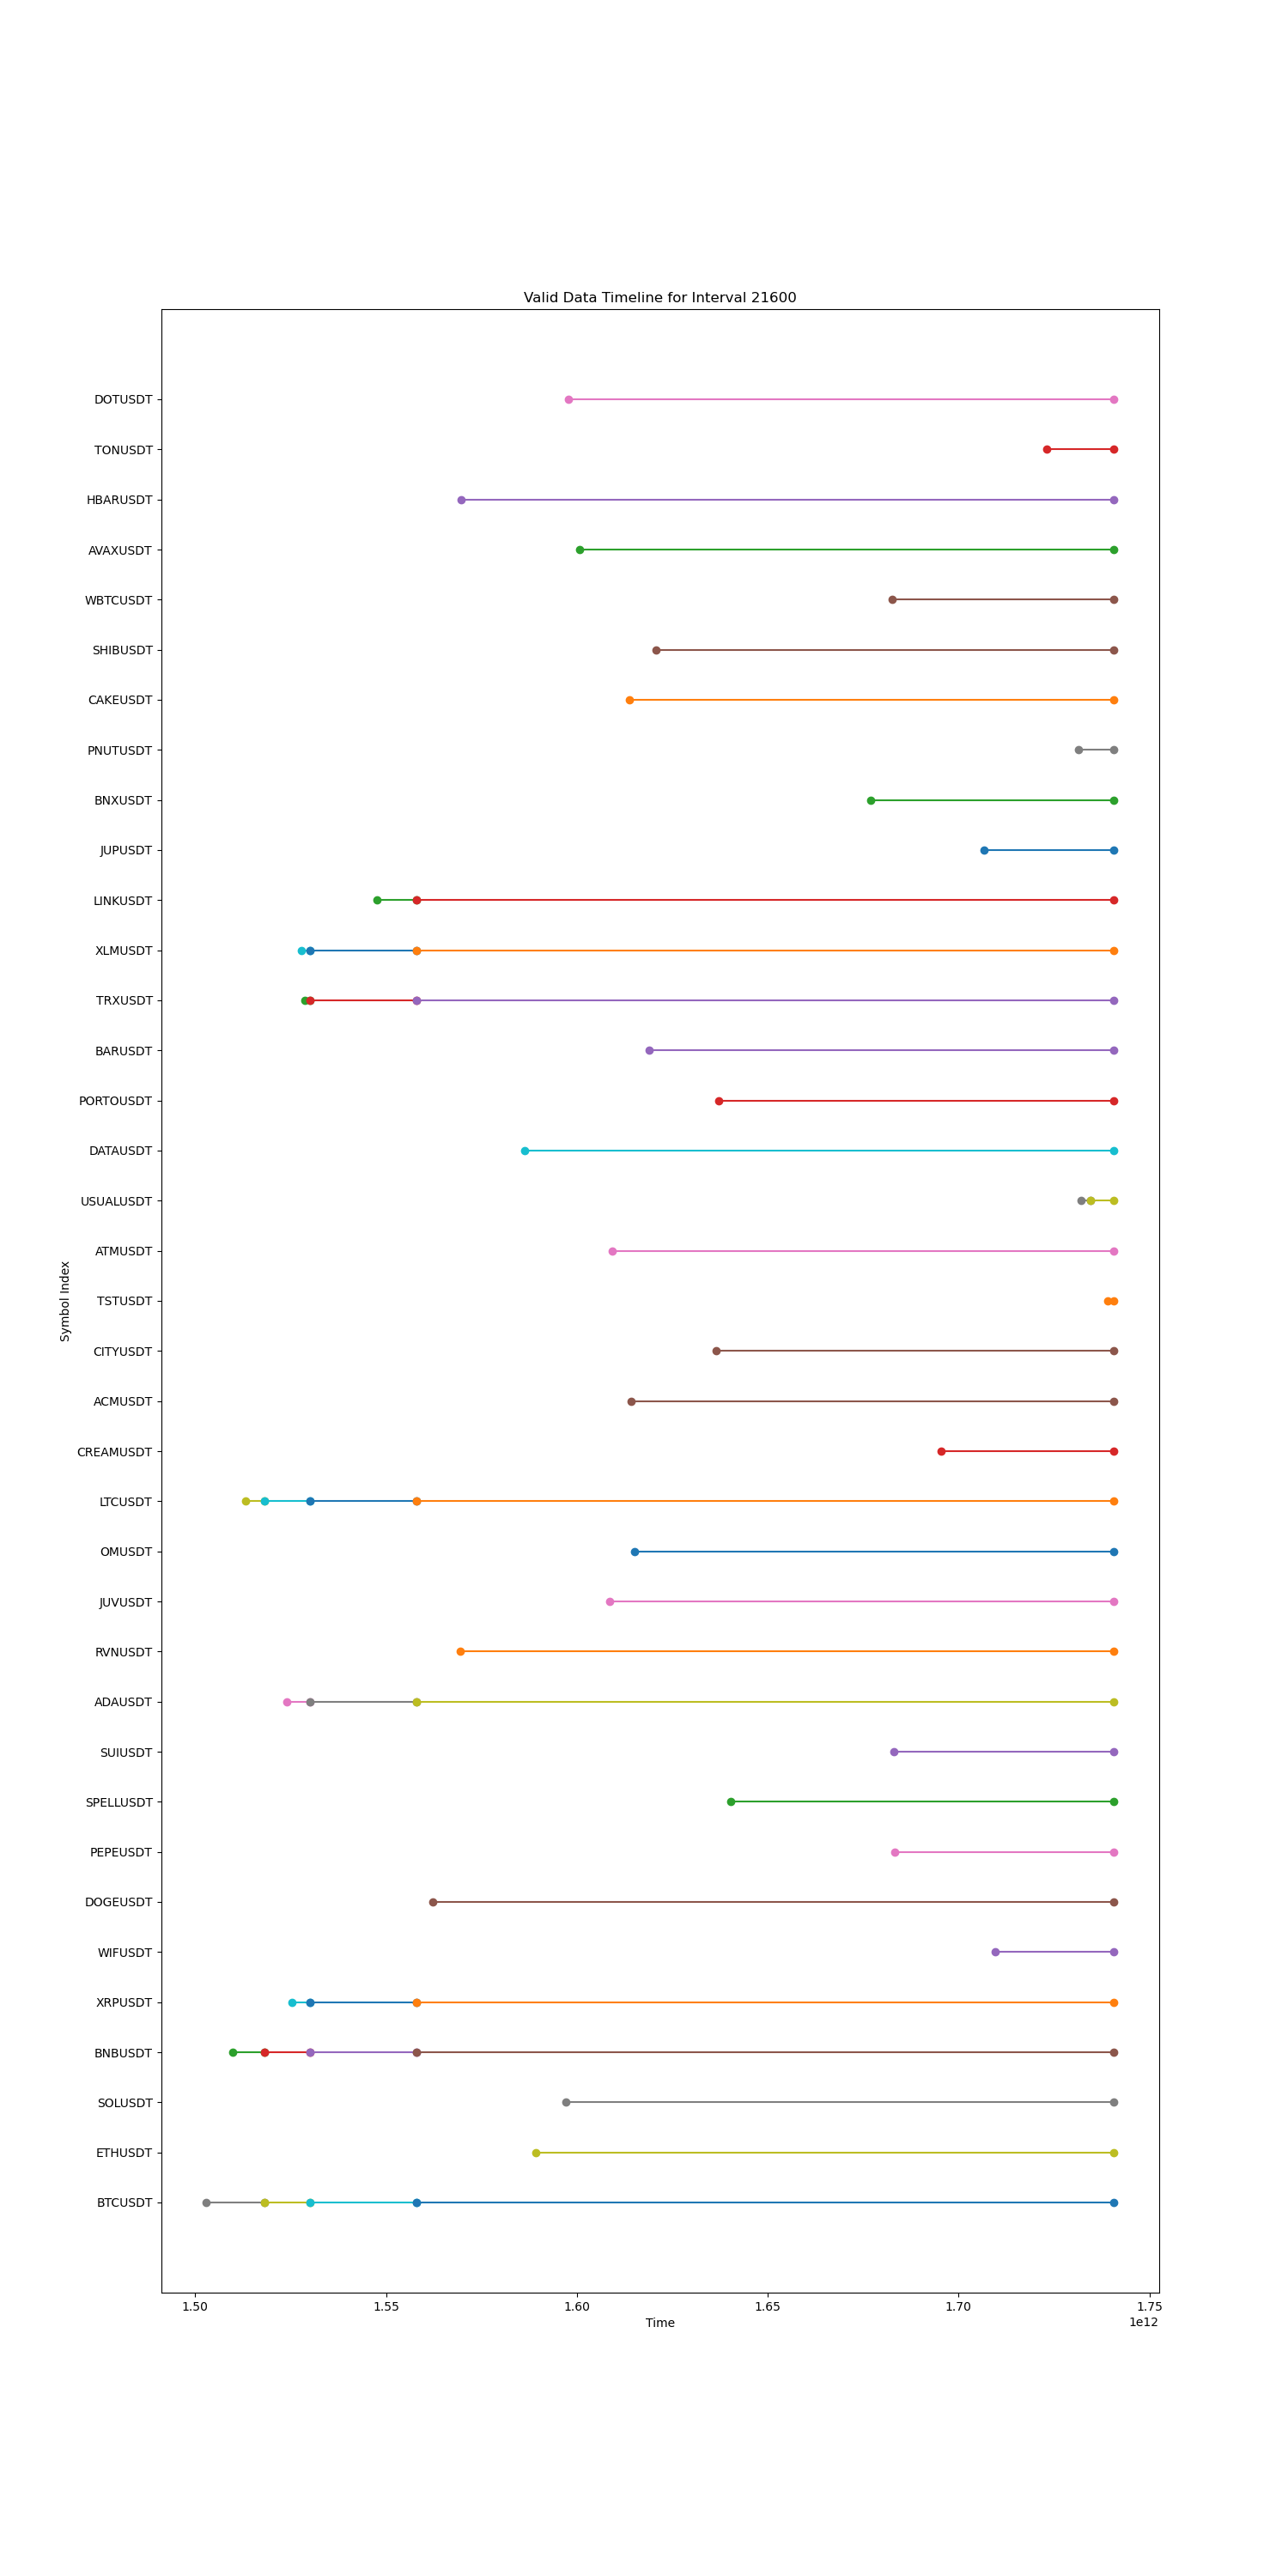 Valid Data Timeline for Interval 21600
DOTUSDT
TONUSDT
HBARUSDT
AVAXUSDT
WBTCUSDT
SHIBUSDT
CAKEUSDT
PNUTUSDT
BNXUSDT
JUPUSDT
LINKUSDT
XLMUSDT
TRXUSDT
BARUSDT
PORTOUSDT
DATAUSDT
USUALUSDT
ATMUSDT
TSTUSDT
CITYUSDT
ACMUSDT
CREAMUSDT
LTCUSDT
OMUSDT
JUVUSDT
RVNUSDT
ADAUSDT
SUIUSDT
SPELLUSDT
PEPEUSDT
DOGEUSDT
WIFUSDT
XRPUSDT
BNBUSDT
SOLUSDT
ETHUSDT
BTCUSDT
Symbol Index
1.50 1.55 1.60 1.65 1.70 1.75
Time
1e12